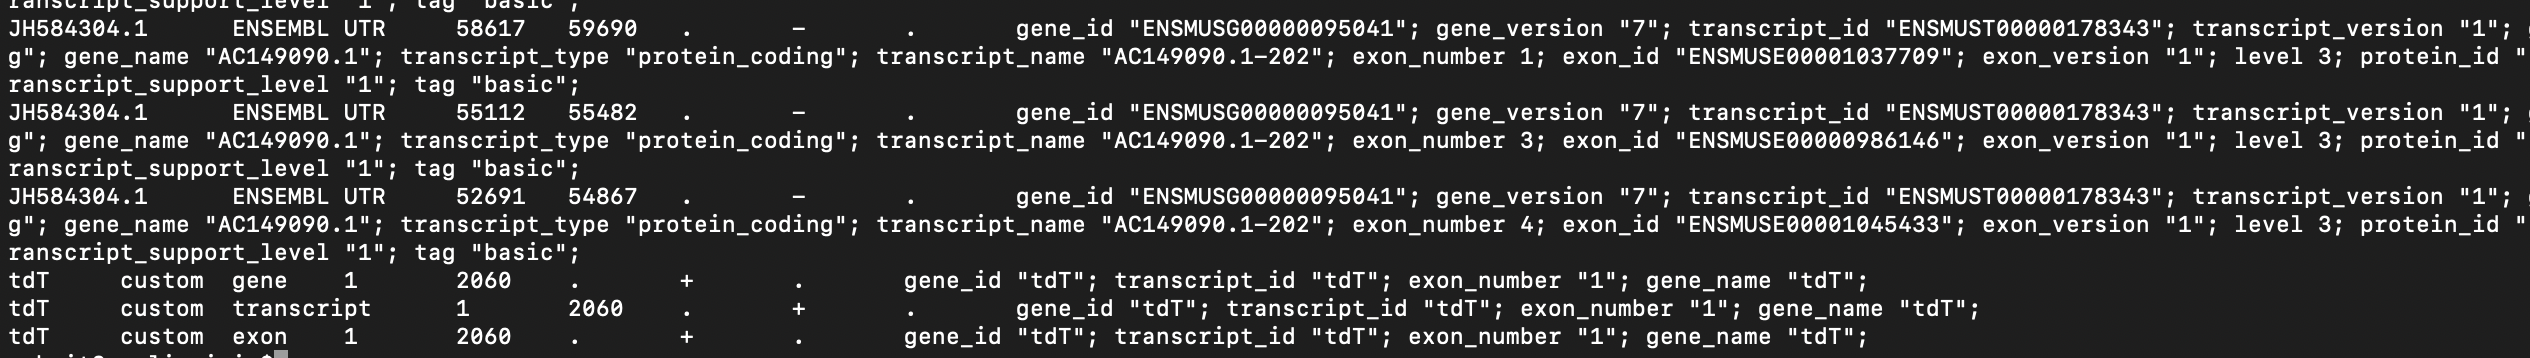 ranscript_support_level "1"; tag "basic";
JH584304.1 ENSEMBL UTR 58617 59690 . – . gene_id "ENSMUSG00000095041"; gene_version "7"; transcript_id "ENSMUST00000178343"; transcript_version "1";
g"; gene_name "AC149090.1"; transcript_type "protein_coding"; transcript_name "AC149090.1-202"; exon_number 1; exon_id "ENSMUSE00001037709"; exon_version "1"; level 3; protein_id "
ranscript_support_level "1"; tag "basic";
JH584304.1 ENSEMBL UTR 55112 55482 . – . gene_id "ENSMUSG00000095041"; gene_version "7"; transcript_id "ENSMUST00000178343"; transcript_version "1";
g"; gene_name "AC149090.1"; transcript_type "protein_coding"; transcript_name "AC149090.1-202"; exon_number 3; exon_id "ENSMUSE00000986146"; exon_version "1"; level 3; protein_id "
ranscript_support_level "1"; tag "basic";
JH584304.1 ENSEMBL UTR 52691 54867 . – . gene_id "ENSMUSG00000095041"; gene_version "7"; transcript_id "ENSMUST00000178343"; transcript_version "1";
g"; gene_name "AC149090.1"; transcript_type "protein_coding"; transcript_name "AC149090.1-202"; exon_number 4; exon_id "ENSMUSE00001045433"; exon_version "1"; level 3; protein_id "
ranscript_support_level "1"; tag "basic";
tdT custom gene 1 2060 . + . gene_id "tdT"; transcript_id "tdT"; exon_number "1"; gene_name "tdT";
tdT custom transcript 1 2060 . + . gene_id "tdT"; transcript_id "tdT"; exon_number "1"; gene_name "tdT";
tdT custom exon 1 2060 . + . gene_id "tdT"; transcript_id "tdT"; exon_number "1"; gene_name "tdT";